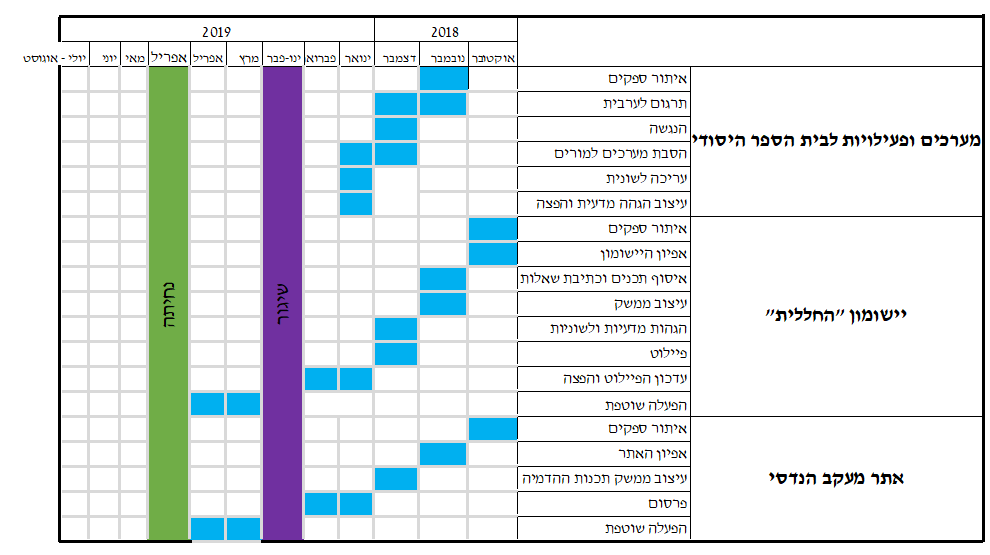 2018
2019
אוקטובר
נובמבר
דצמבר
ינואר
פברוא
ינו-פבר
מרץ
אפריל
אפריל
מאי
יוני
יולי - אוגוסט
מערכים ופעילויות לבית הספר היסודי
איתור ספקים
תרגום לערבית
הנגשה
הסבת מערכים למורים
עריכה לשונית
עיצוב הגהה מדעית והפצה
יישומון "החללית"
איתור ספקים
אפיון היישומון
איסוף תכנים וכתיבת שאלות
עיצוב ממשק
הגהות מדעיות ולשוניות
פיילוט
עדכון הפיילוט והפצה
הפעלה שוטפת
אתר מעקב הנדסי
איתור ספקים
אפיון האתר
עיצוב ממשק תכנות ההדמיה
פרסום
הפעלה שוטפת
שיגור
נחיתה